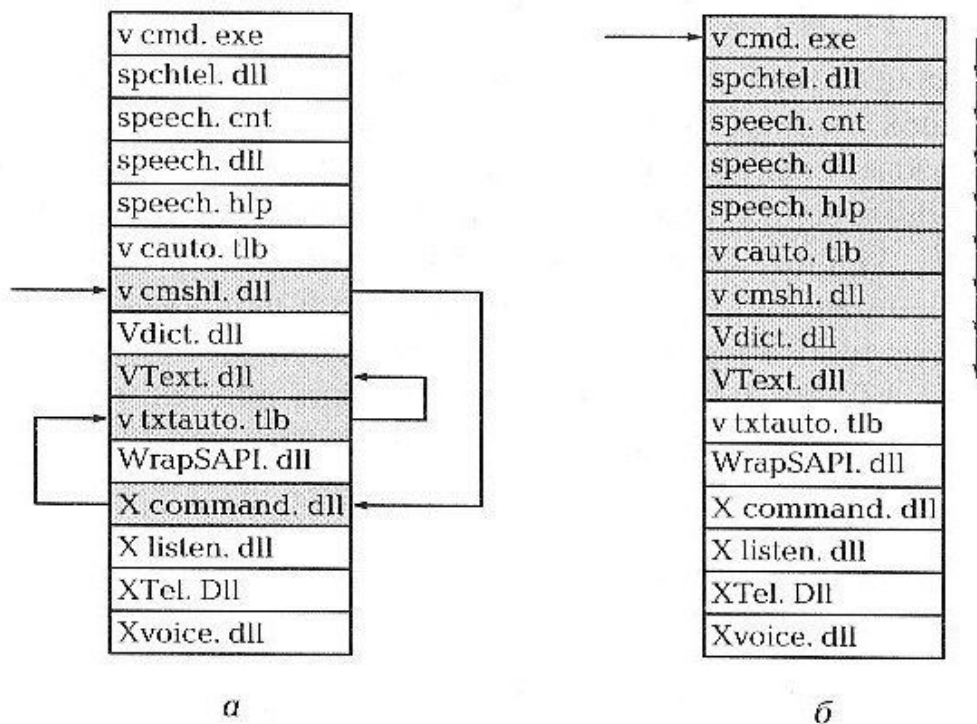 v cmd. exe
spchtel. dll
speech. cnt
speech. dll
speech. hlp
v cauto. tlb
v cmshl. dll
Vdict. dll
VText. dll
v txtauto. tlb
WrapSAPI. dll
X command. dll
X listen. dll
XTel. Dll
Xvoice. dll
а
v cmd. exe
spchtel. dll
speech. cnt
speech. dll
speech. hlp
v cauto. tlb
v cmshl. dll
Vdict. dll
VText. dll
v txtauto. tlb
WrapSAPI. dll
X command. dll
X listen. dll
XTel. Dll
Xvoice. dll
б